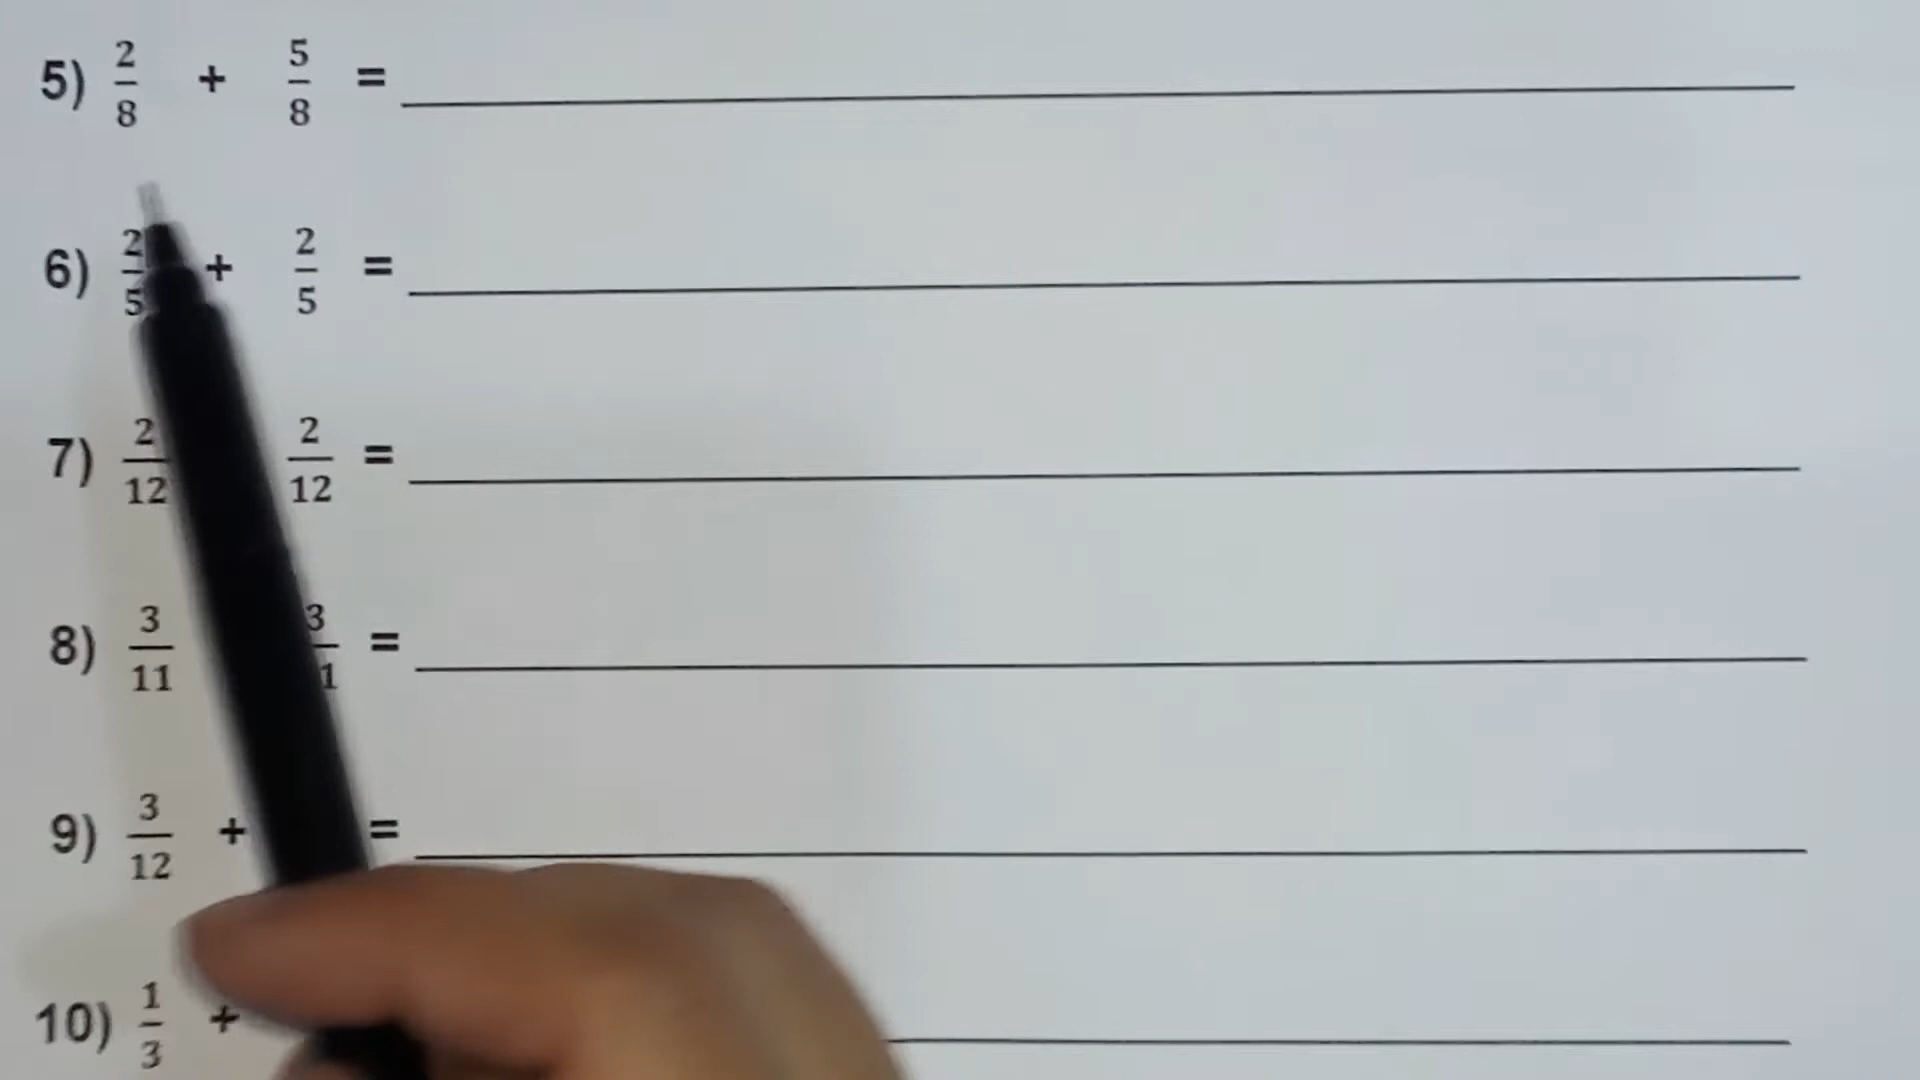 5) 2/8 + 5/8 =
6) 2/5 + 2/5 =
7) 2/12 2/12 =
8) 3/11 3/ 1 =
9) 3/12 + =
10) 1/3 +